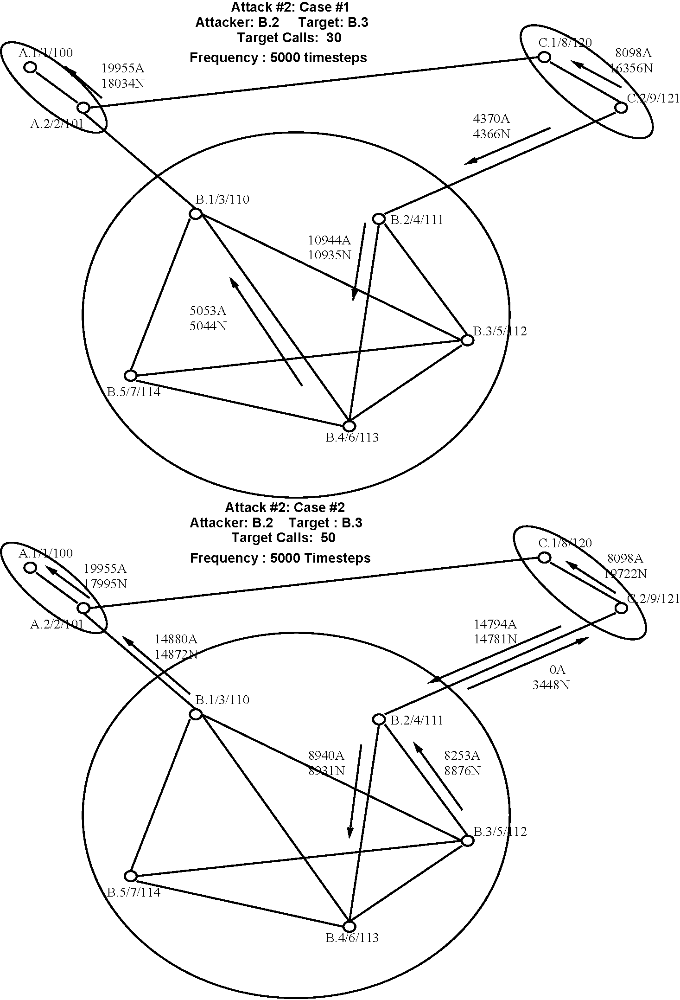 Attack #2: Case #1
Attacker: B.2 Target: B.3
Target Calls: 30
Frequency : 5000 timesteps
A.1/1/100
19955A
18034N
A.2/2/101
C.1/8/120
8098A
16356N
C.2/9/121
4370A
4366N
B.1/3/110
B.2/4/111
10944A
10935N
5053A
5044N
B.3/5/112
B.5/7/114
B.4/6/113
Attack #2: Case #2
Attacker: B.2 Target : B.3
Target Calls: 50
Frequency : 5000 Timesteps
A.1/1/100
19955A
17995N
A.2/2/101
C.1/8/120
8098A
19722N
C.2/9/121
14880A
14872N
14794A
14781N
0A
3448N
B.1/3/110
B.2/4/111
8940A
8931N
8253A
8876N
B.3/5/112
B.5/7/114
B.4/6/113